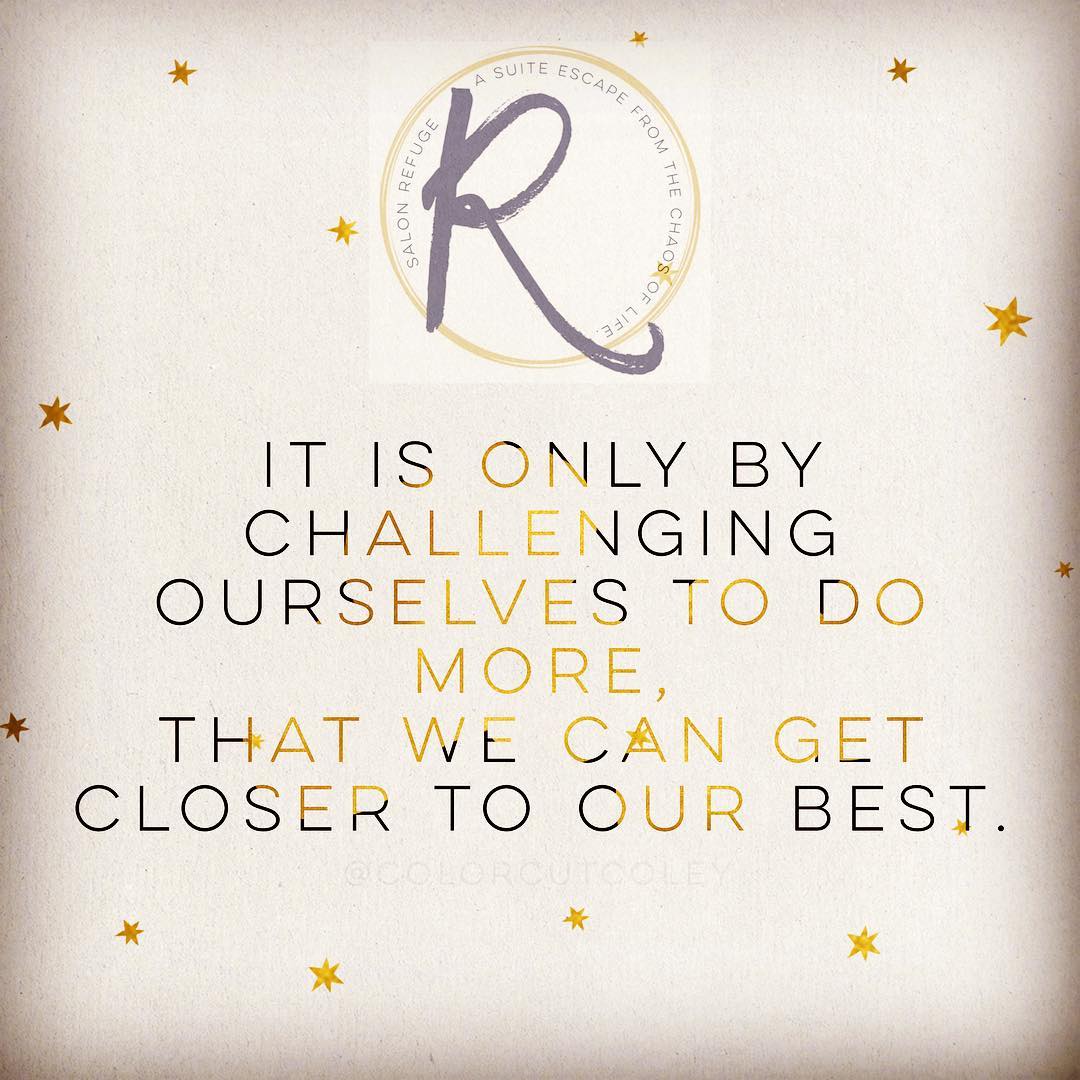 SALON REFUGE
A SUITE ESCAPE FROM THE CHAOS OF LIFE.
R
IT IS ONLY BY
CHALLENGING
OURSELVES TO DO
MORE,
THAT WE CAN GET
CLOSER TO OUR BEST.
@COLORCUTCOLEY